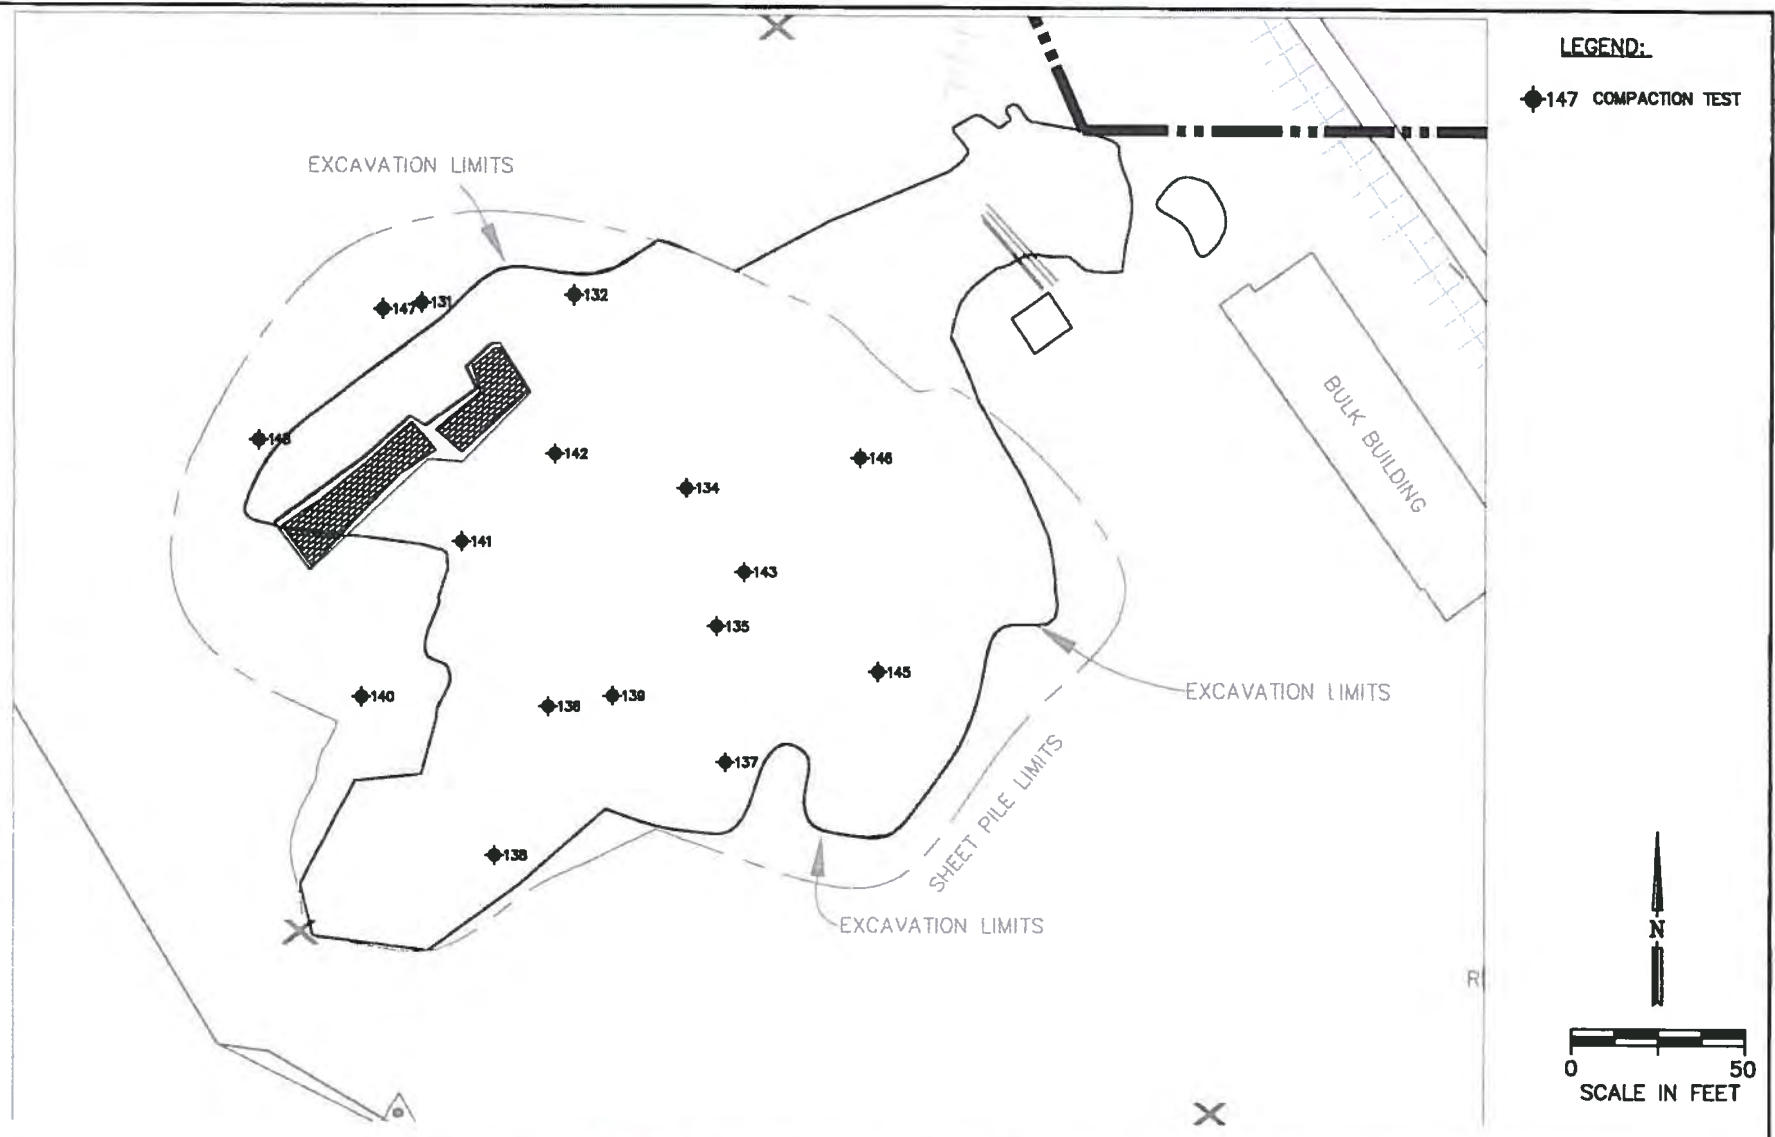 LEGEND:
147 COMPACTION TEST
EXCAVATION LIMITS
132
147
131
142
146
134
141
143
135
145
EXCAVATION LIMITS
140
139
137
SHEET PILE LIMITS
138
EXCAVATION LIMITS
BULK BUILDING
N
0 50
SCALE IN FEET